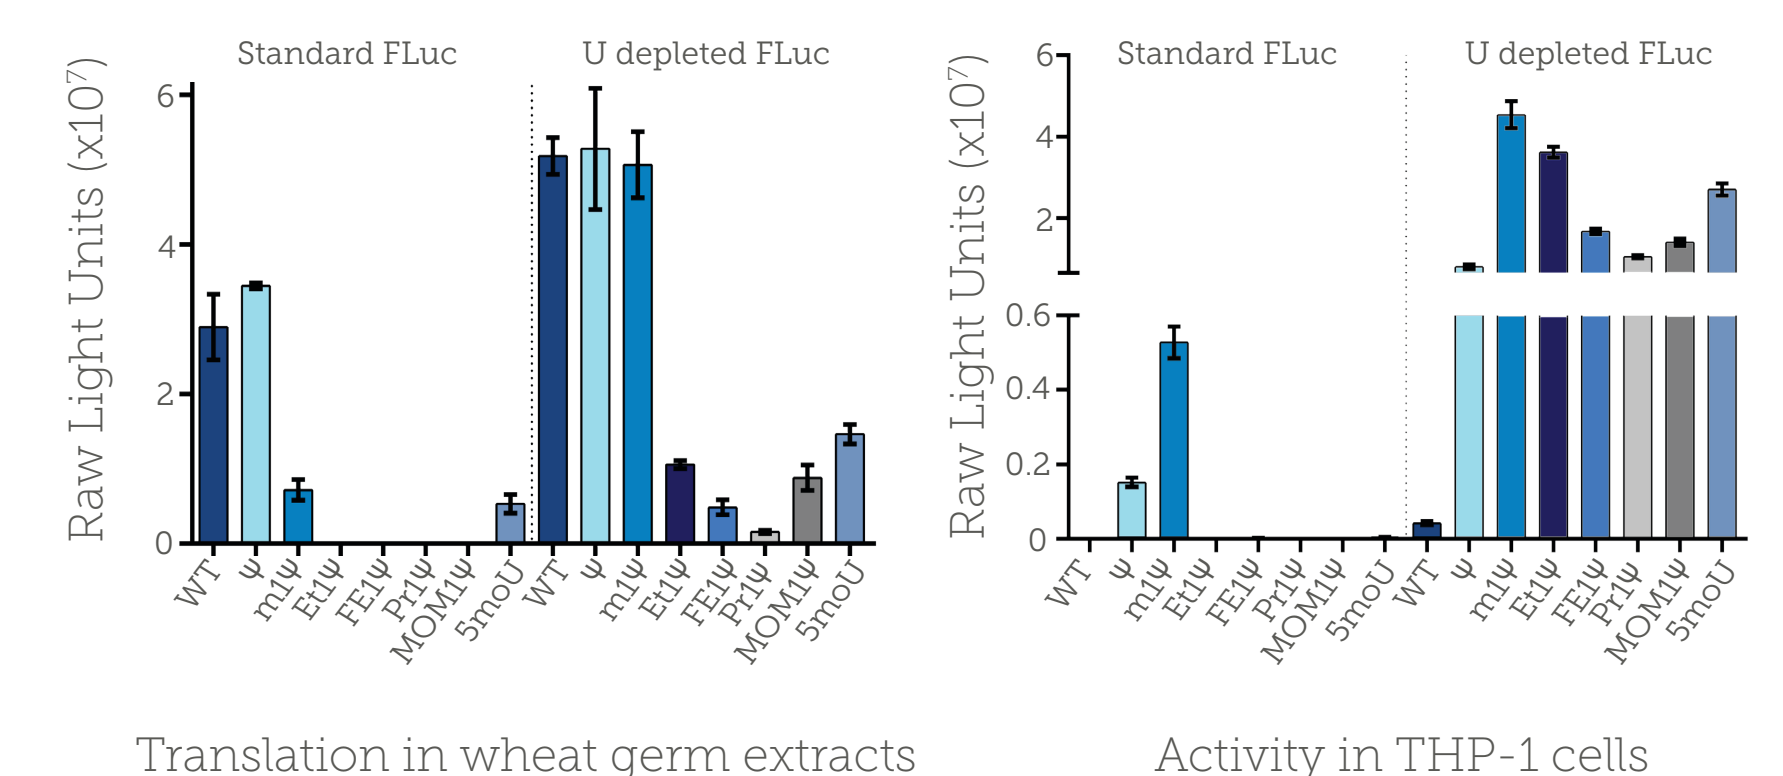 Standard FLuc
U depleted FLuc
Raw Light Units (x10⁷)
6
4
2
0
WT
Ψ
m1Ψ
Et1Ψ
FE1Ψ
Pr1Ψ
MOM1Ψ
5moU
WT
Ψ
m1Ψ
Et1Ψ
FE1Ψ
Pr1Ψ
MOM1Ψ
5moU
Translation in wheat germ extracts
Standard FLuc
U depleted FLuc
Raw Light Units (x10⁷)
6
4
2
0.6
0.4
0.2
0
WT
Ψ
m1Ψ
Et1Ψ
FE1Ψ
Pr1Ψ
MOM1Ψ
5moU
WT
Ψ
m1Ψ
Et1Ψ
FE1Ψ
Pr1Ψ
MOM1Ψ
5moU
Activity in THP-1 cells